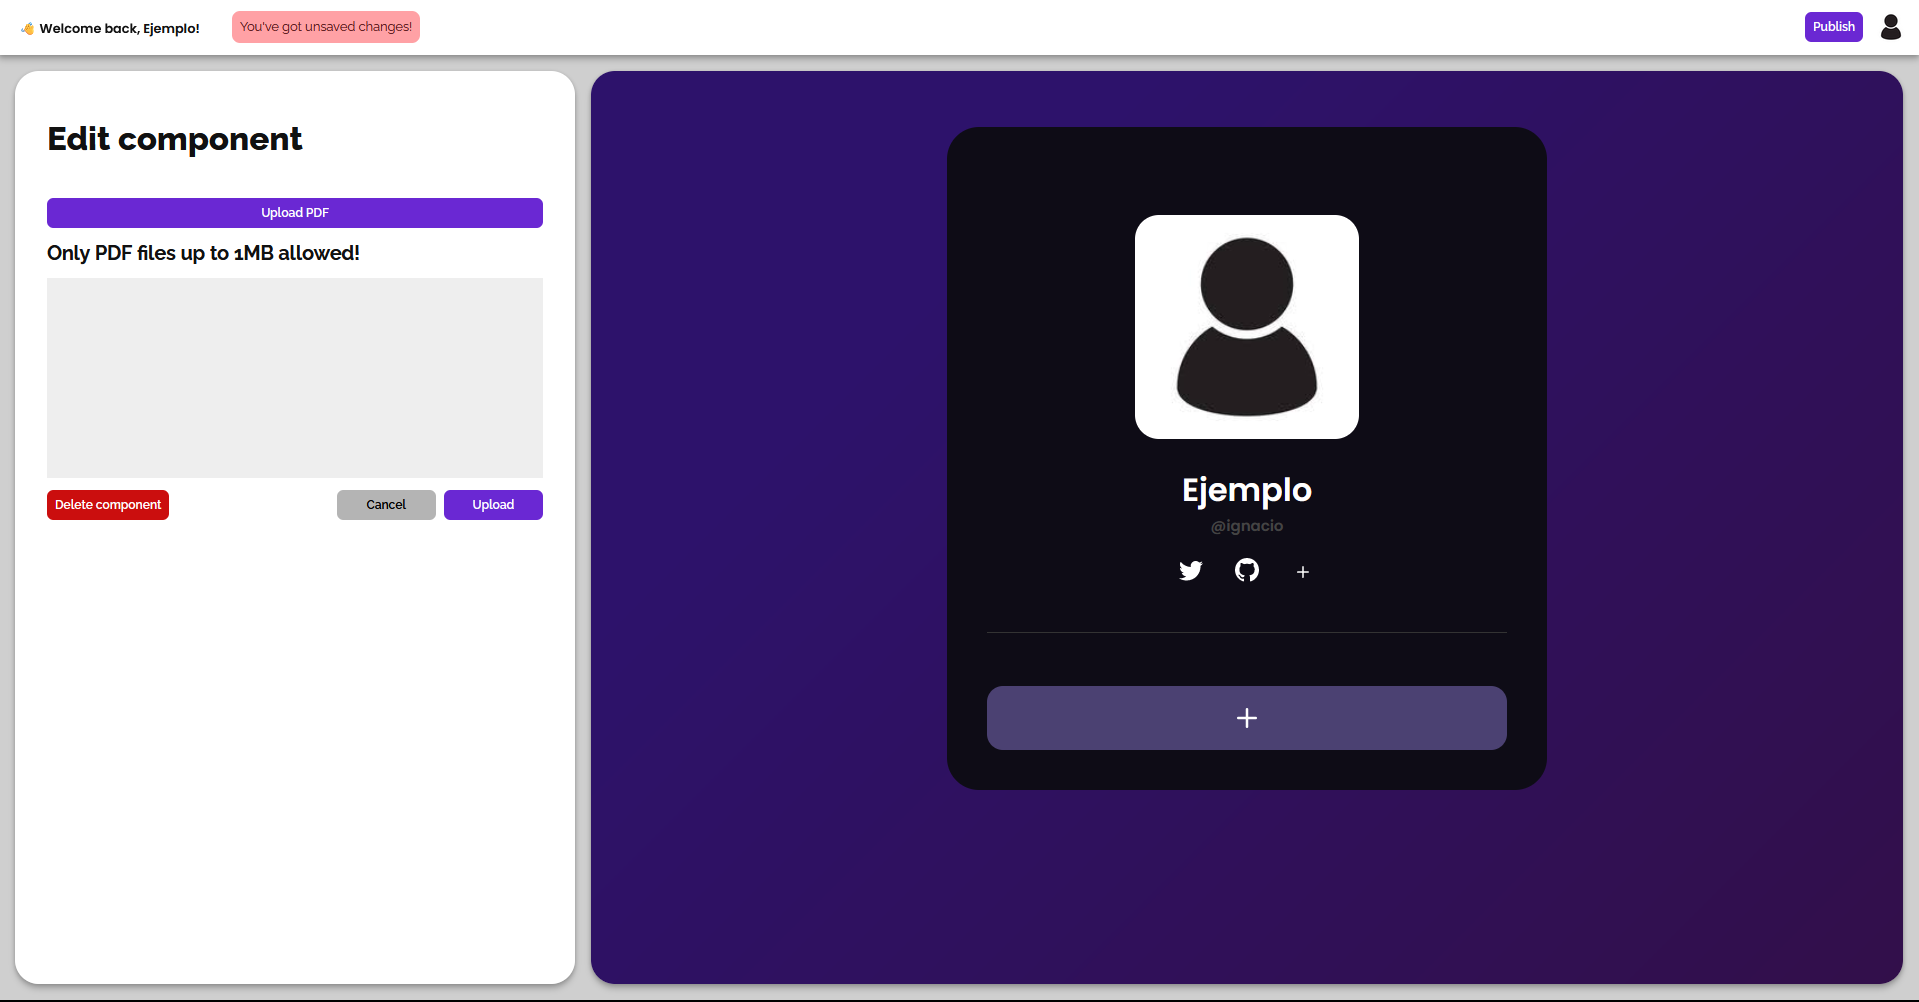 👋 Welcome back, Ejemplo!
You've got unsaved changes!
Publish
Edit component
Upload PDF
Only PDF files up to 1MB allowed!
Delete component
Cancel
Upload
Ejemplo
@ignacio
+
+